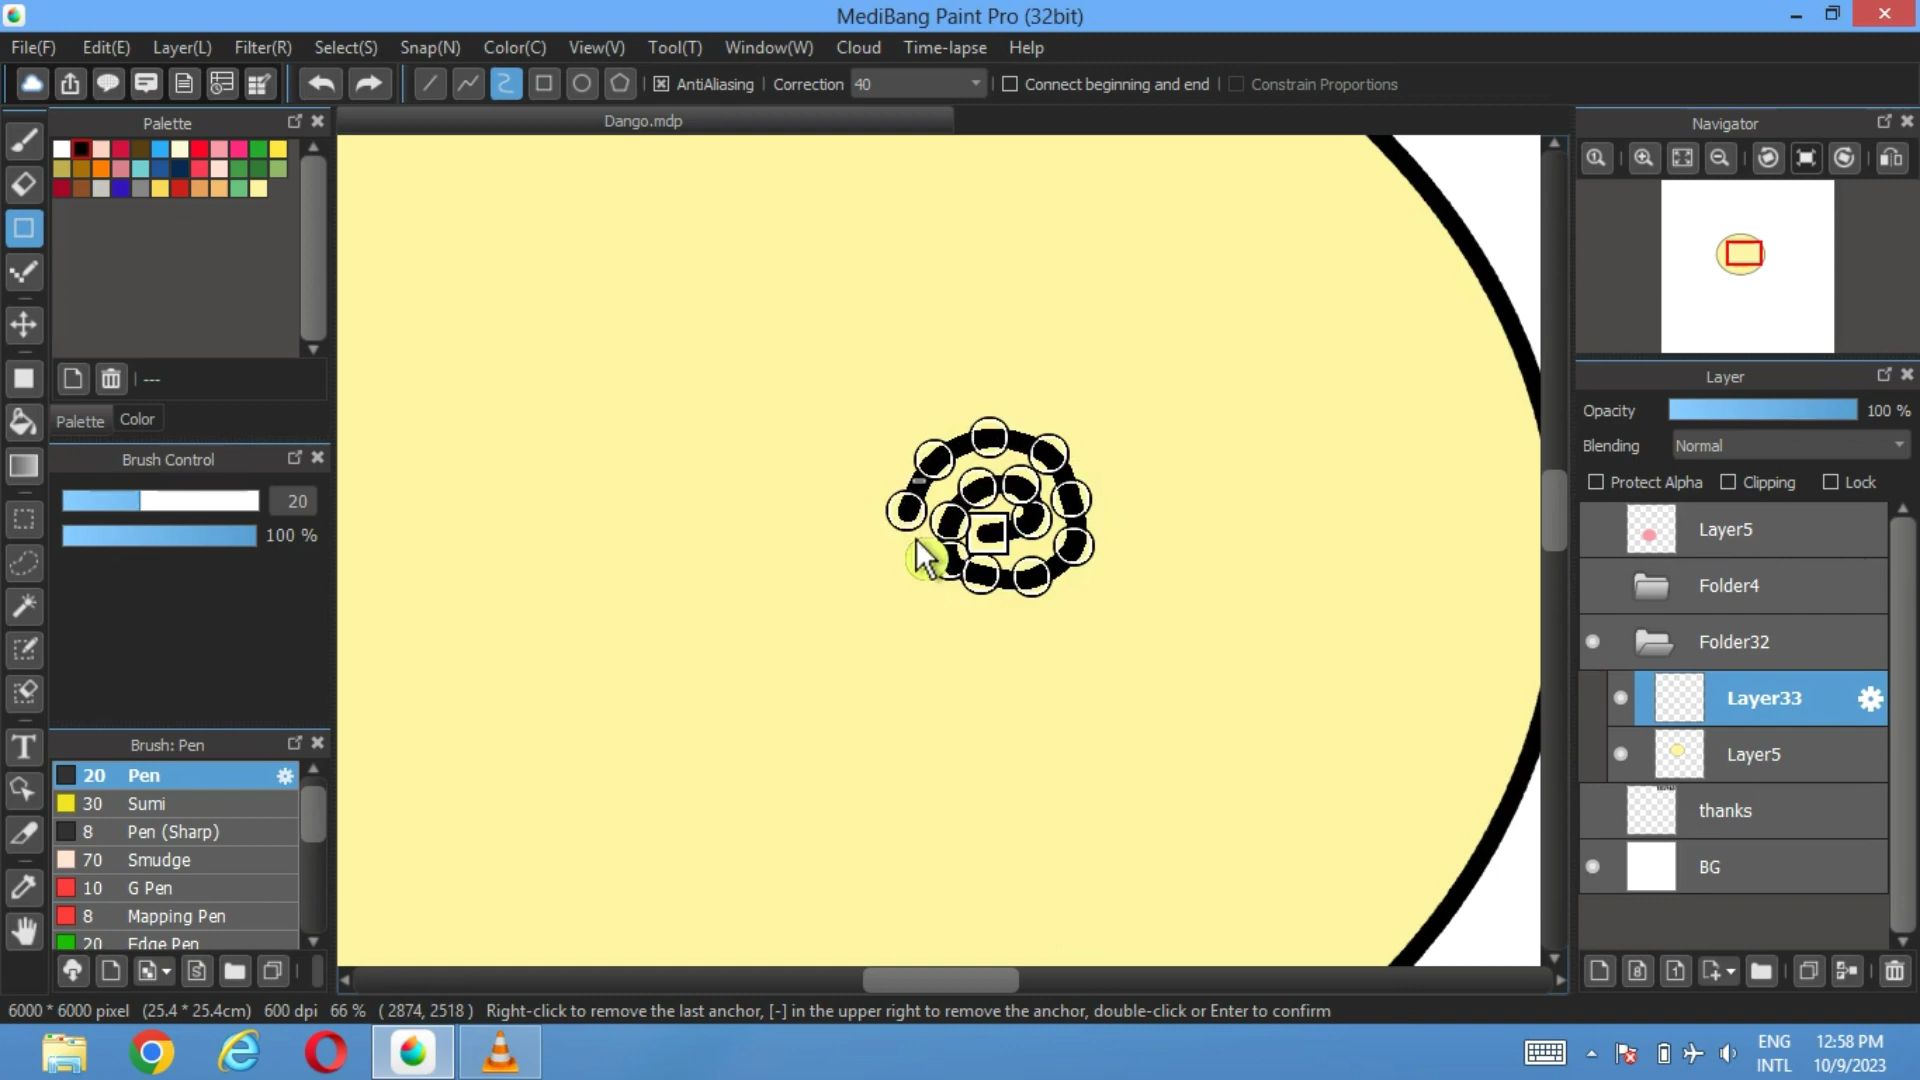 MediBang Paint Pro (32bit)
File(F) Edit(E) Layer(L) Filter(R) Select(S) Snap(N) Color(C) View(V) Tool(T) Window(W) Cloud Time-lapse Help
AntiAliasing Correction 40 Connect beginning and end Constrain Proportions
Palette
Dango.mdp
Navigator
---
Palette Color
Brush Control
20
100 %
Brush: Pen
20 Pen
30 Sumi
8 Pen (Sharp)
70 Smudge
10 G Pen
8 Mapping Pen
20 Edge Pen
Layer
Opacity 100 %
Blending Normal
Protect Alpha Clipping Lock
Layer5
Folder4
Folder32
Layer33
Layer5
thanks
BG
6000 * 6000 pixel (25.4 * 25.4cm) 600 dpi 66 % ( 2874, 2518 ) Right-click to remove the last anchor, [-] in the upper right to remove the anchor, double-click or Enter to confirm
ENG 12:58 PM
INTL 10/9/2023